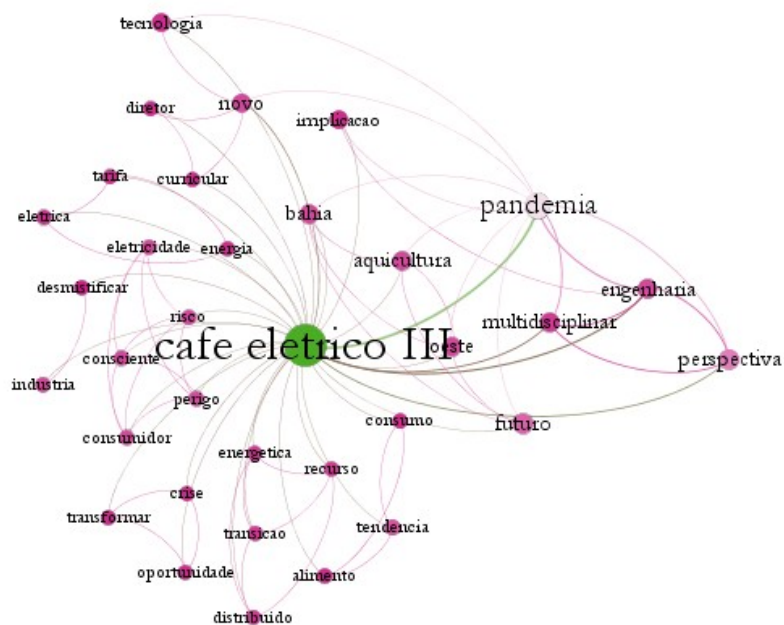 tecnologia
diretor
novo
implicacao
tarifa
curricular
eletrica
bahia
pandemia
eletricidade
energia
aquicultura
desmistificar
engenharia
risco
multidisciplinar
cafe eletrico III
oeste
consciente
perspectiva
industria
perigo
consumidor
consumo
futuro
energetica
recurso
crise
transformar
transicao
tendencia
oportunidade
alimento
distribuido